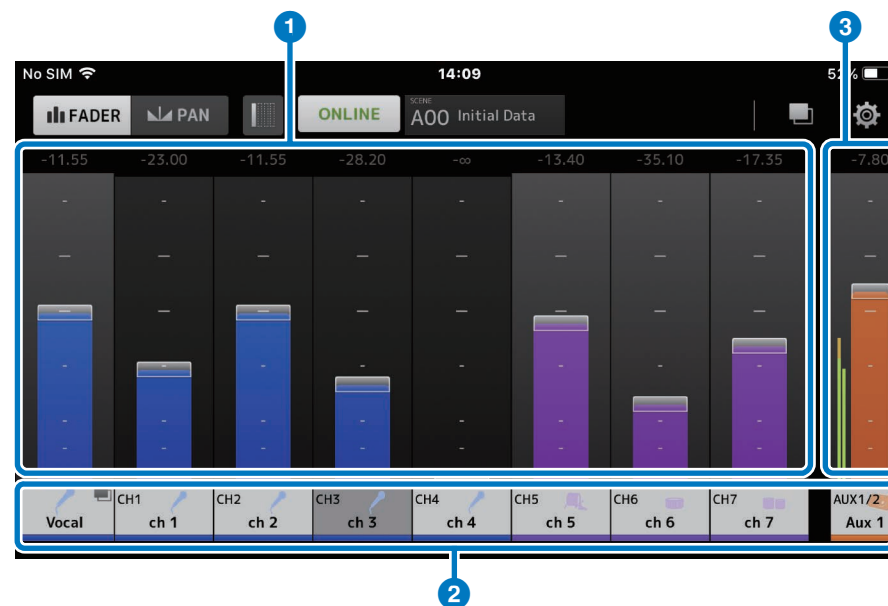 1 3
No SIM 14:09
FADER PAN ONLINE SCENE A00 Initial Data
-11.55 -23.00 -11.55 -28.20 -∞ -13.40 -35.10 -17.35 -7.80
CH1 CH2 CH3 CH4 CH5 CH6 CH7 AUX1/2
Vocal ch 1 ch 2 ch 3 ch 4 ch 5 ch 6 ch 7 Aux 1
2